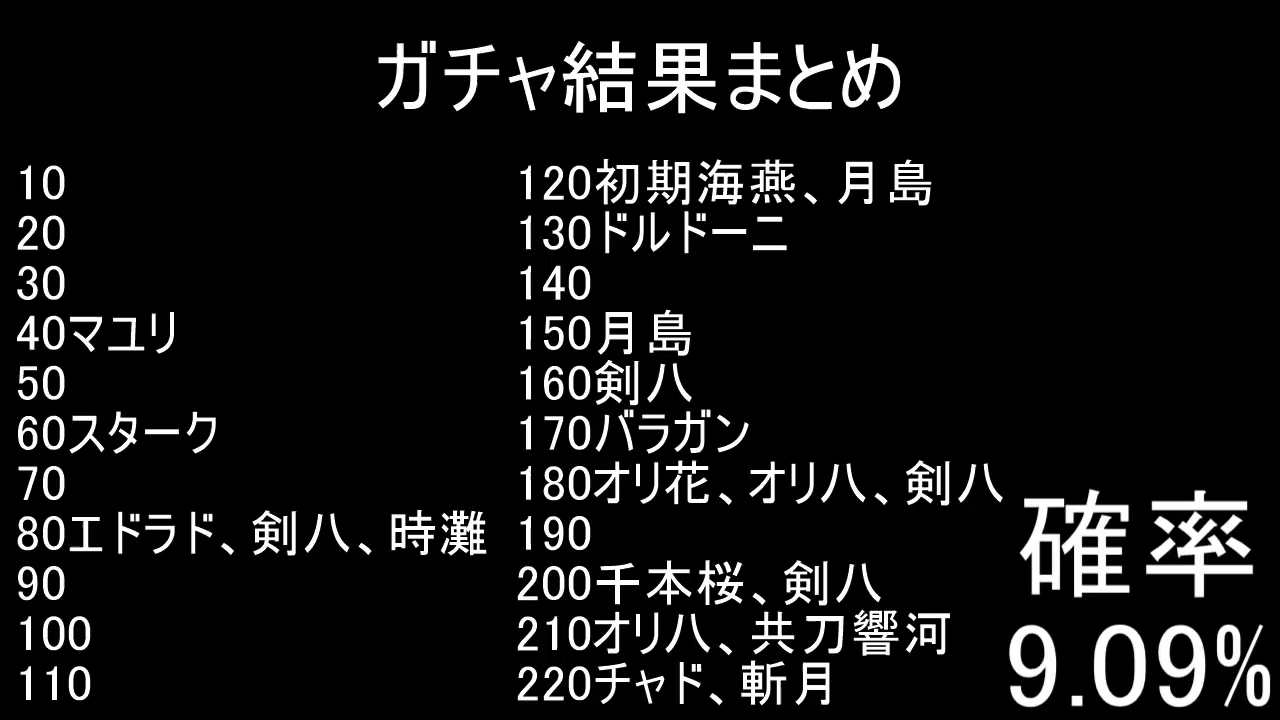 ガチャ結果まとめ
10
20
30
40マユリ
50
60スターク
70
80エドラド、剣八、時灘
90
100
110
120初期海燕、月島
130ドルドーニ
140
150月島
160剣八
170バラガン
180オリ花、オリハ、剣八
190
200千本桜、剣八
210オリハ、共刀響河
220チャド、斬月
確率
9.09%